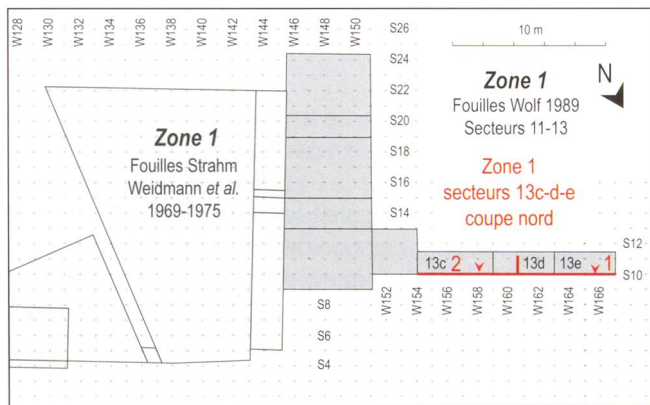 W128
W130
W132
W134
W136
W138
W140
W142
W144
W146
W148
W150
S26
S24
S22
S20
S18
S16
S14
10 m
N
Zone 1
Fouilles Wolf 1989
Secteurs 11-13
Zone 1
Fouilles Strahm
Weidmann et al.
1969-1975
Zone 1
secteurs 13c-d-e
coupe nord
S12
S10
13c 2 13d 13e 1
W152
W154
W156
W158
W160
W162
W164
W166
S8
S6
S4